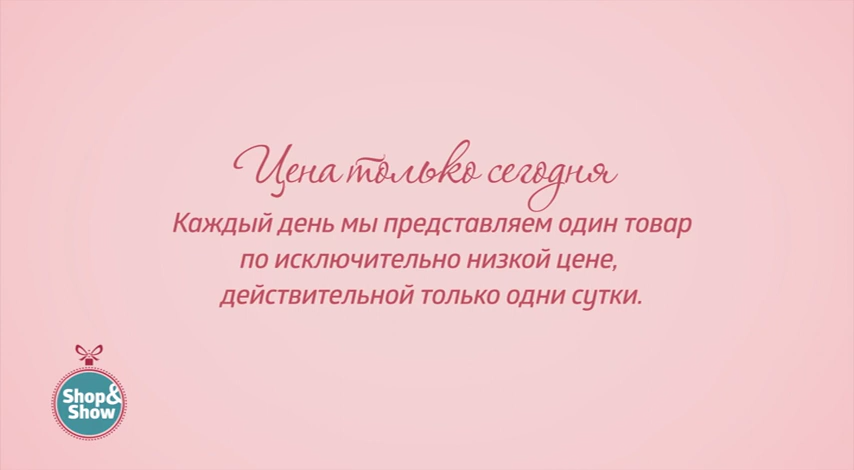 Цена только сегодня
Каждый день мы представляем один товар
по исключительно низкой цене,
действительной только одни сутки.
Shop&
Show